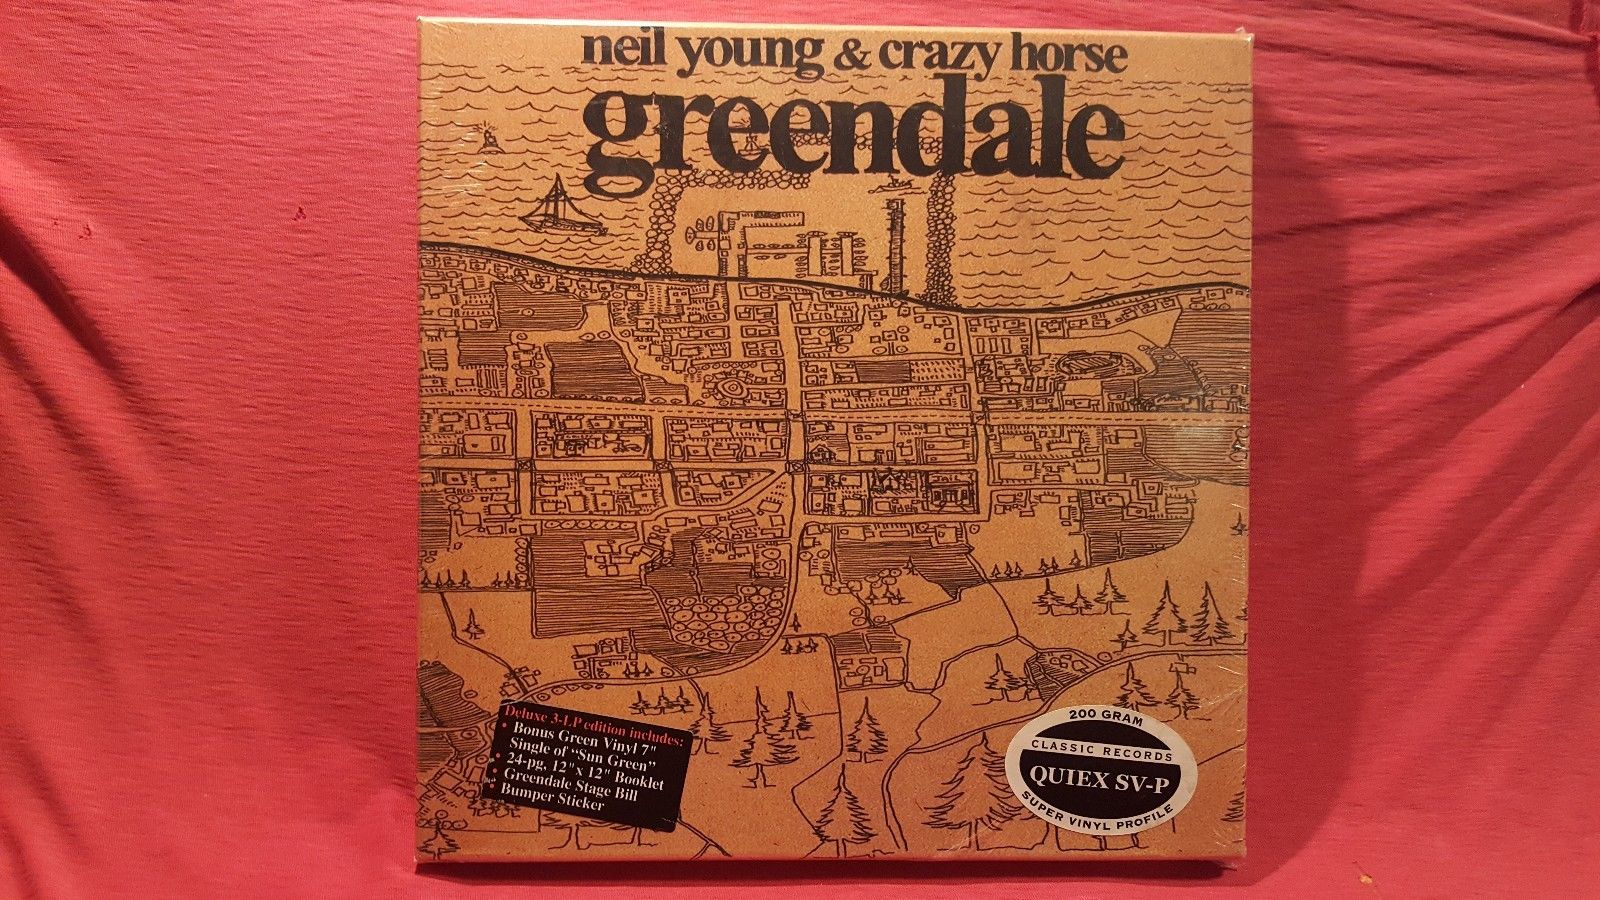 neil young & crazy horse
greendale
Deluxe 3-LP edition includes:
• Bonus Green Vinyl 7"
Single of "Sun Green"
• 24-pg, 12" x 12" Booklet
• Greendale Stage Bill
• Bumper Sticker
200 GRAM
CLASSIC RECORDS
QUIEX SV-P
SUPER VINYL PROFILE